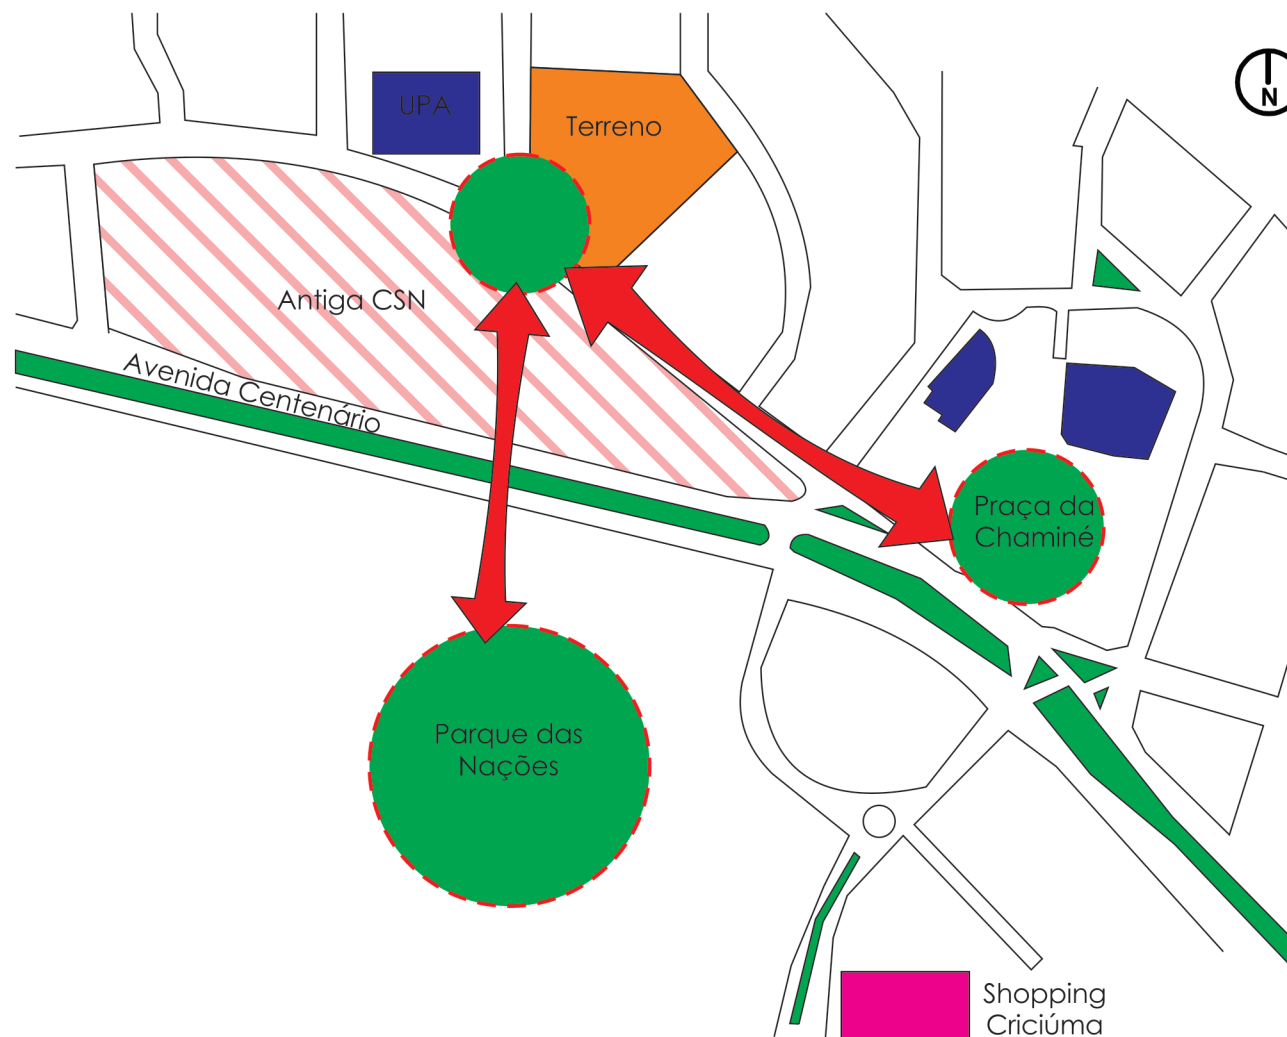 UPA
Terreno
N
Antiga CSN
Avenida Centenário
Praça da
Chaminé
Parque das
Nações
Shopping
Criciúma